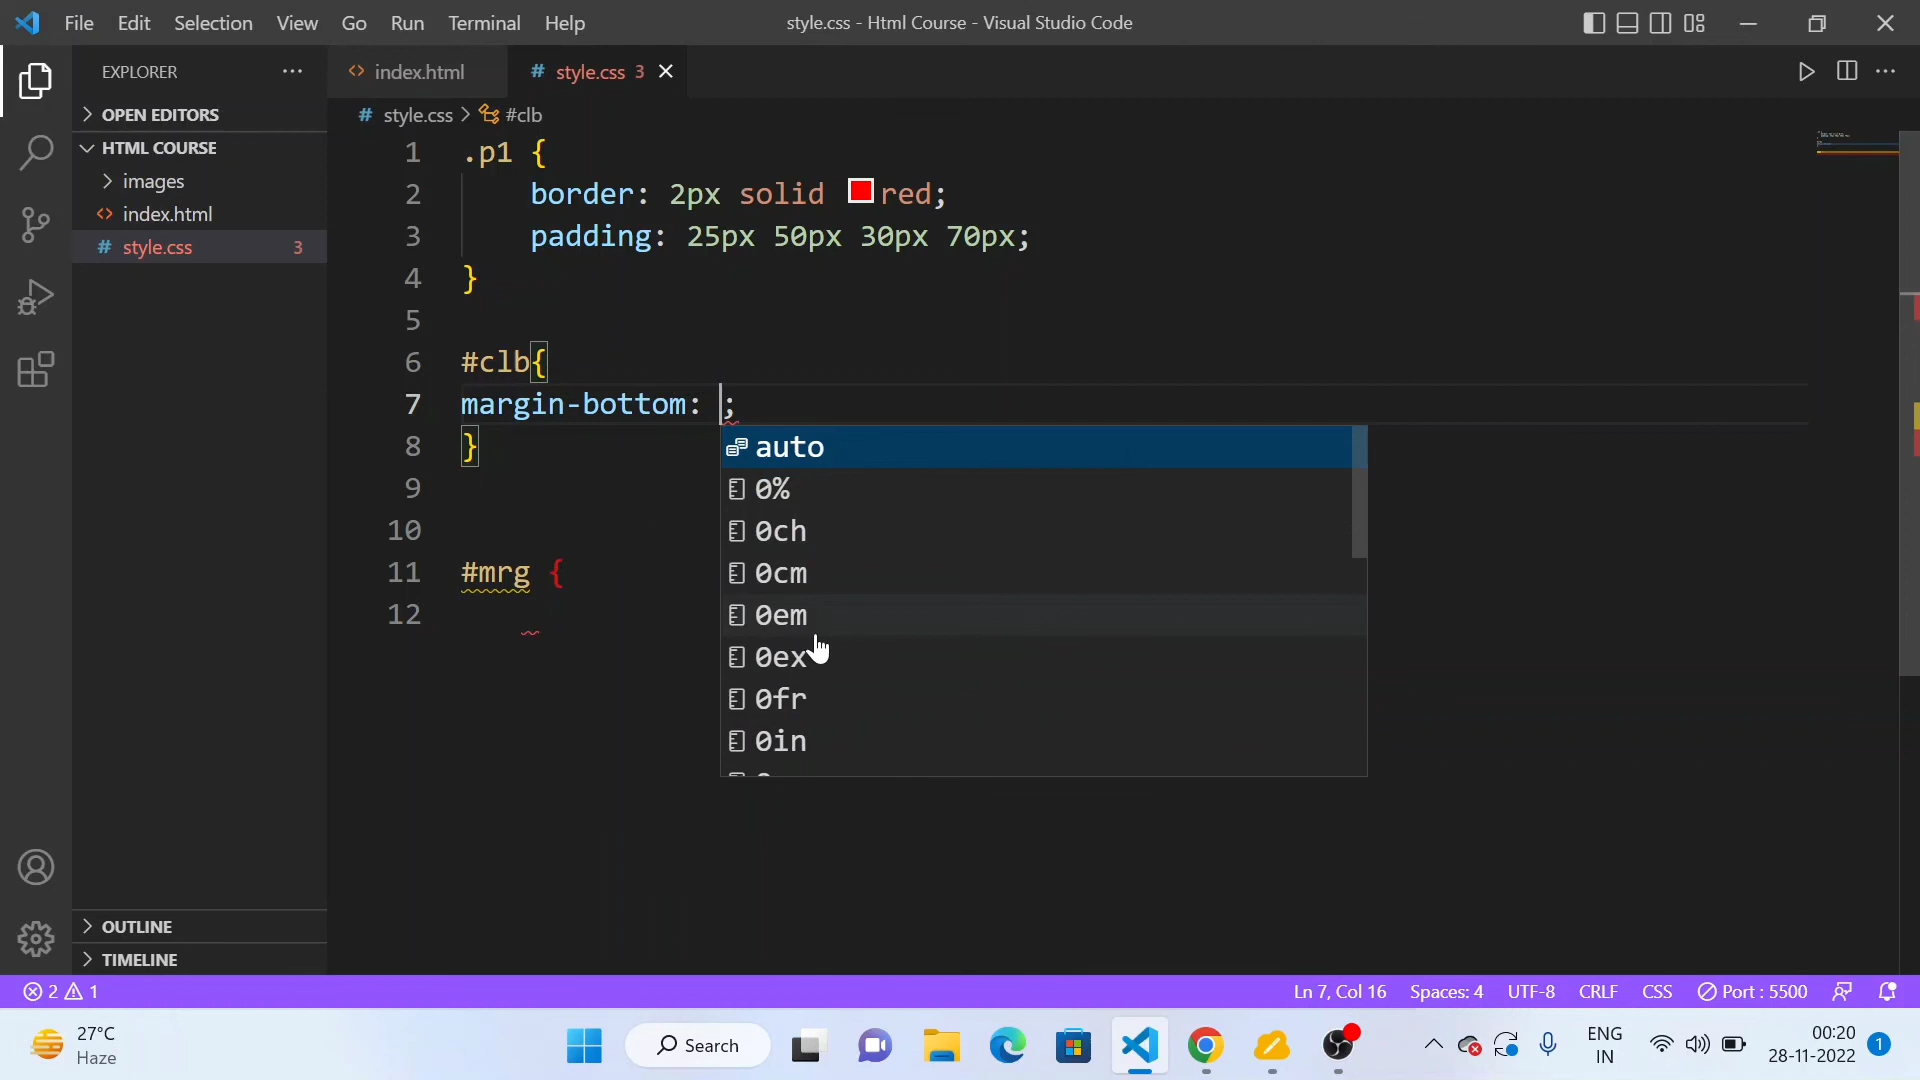 File Edit Selection View Go Run Terminal Help style.css - Html Course - Visual Studio Code
EXPLORER
index.html
# style.css 3
OPEN EDITORS
HTML COURSE
images
index.html
# style.css 3
# style.css > #clb
1 .p1 {
2 border: 2px solid red;
3 padding: 25px 50px 30px 70px;
4 }
5
6 #clb{
7 margin-bottom: ;
8 }
9
10
11 #mrg {
12
auto
0%
0ch
0cm
0em
0ex
0fr
0in
OUTLINE
TIMELINE
2 1 Ln 7, Col 16 Spaces: 4 UTF-8 CRLF CSS Port : 5500
27°C
Haze
Search
ENG
IN
00:20
28-11-2022
1